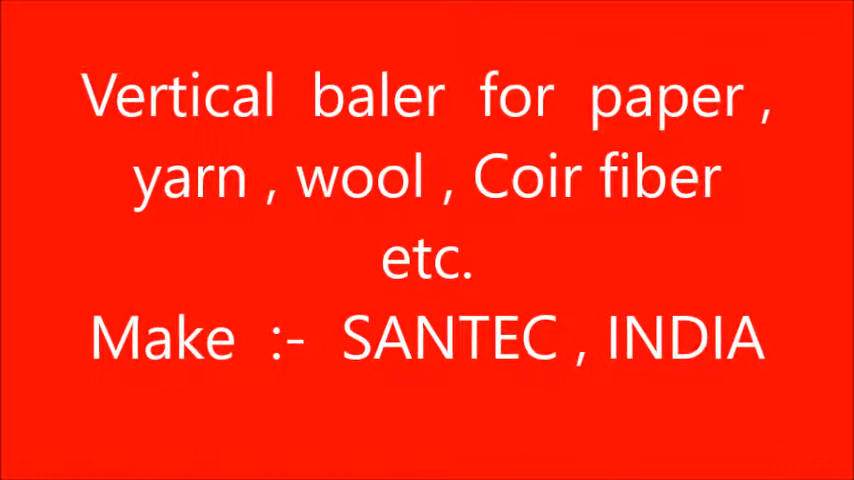 Vertical baler for paper ,
yarn , wool , Coir fiber
etc.
Make :- SANTEC , INDIA